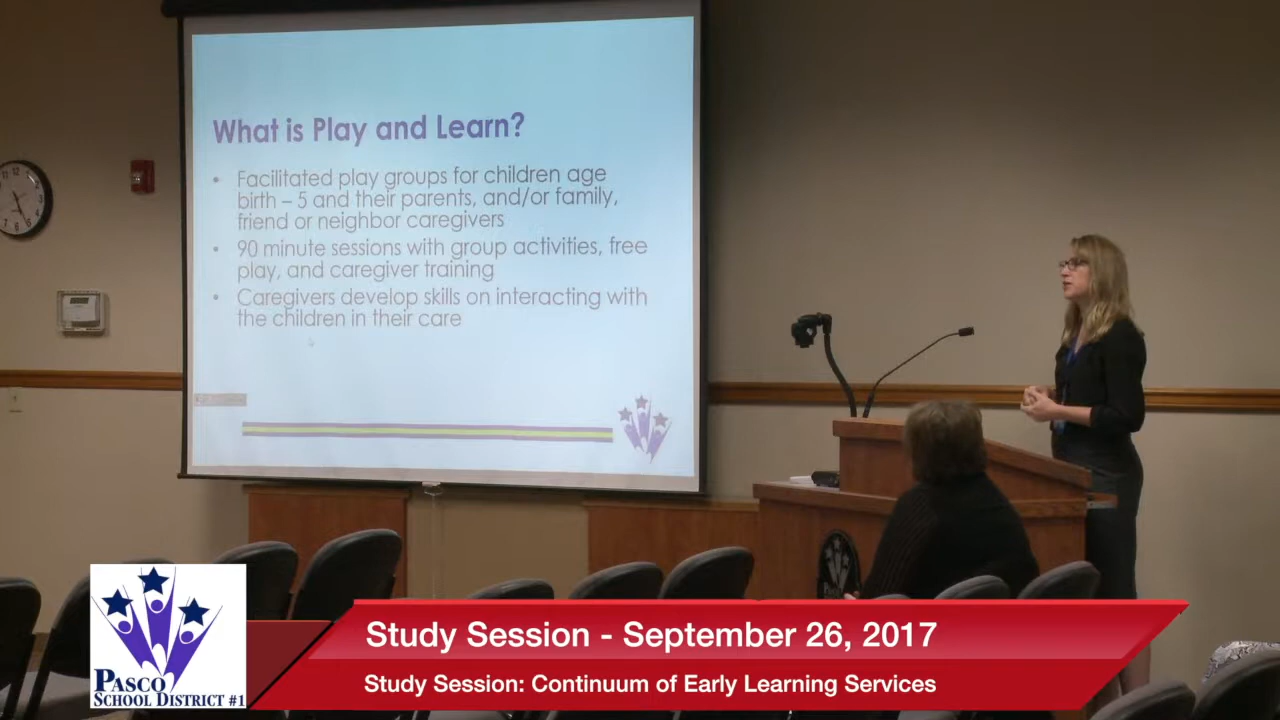 What is Play and Learn?
• Facilitated play groups for children age
birth – 5 and their parents, and/or family,
friend or neighbor caregivers
• 90 minute sessions with group activities, free
play, and caregiver training
• Caregivers develop skills on interacting with
the children in their care
Study Session - September 26, 2017
Study Session: Continuum of Early Learning Services
PASCO
SCHOOL DISTRICT #1